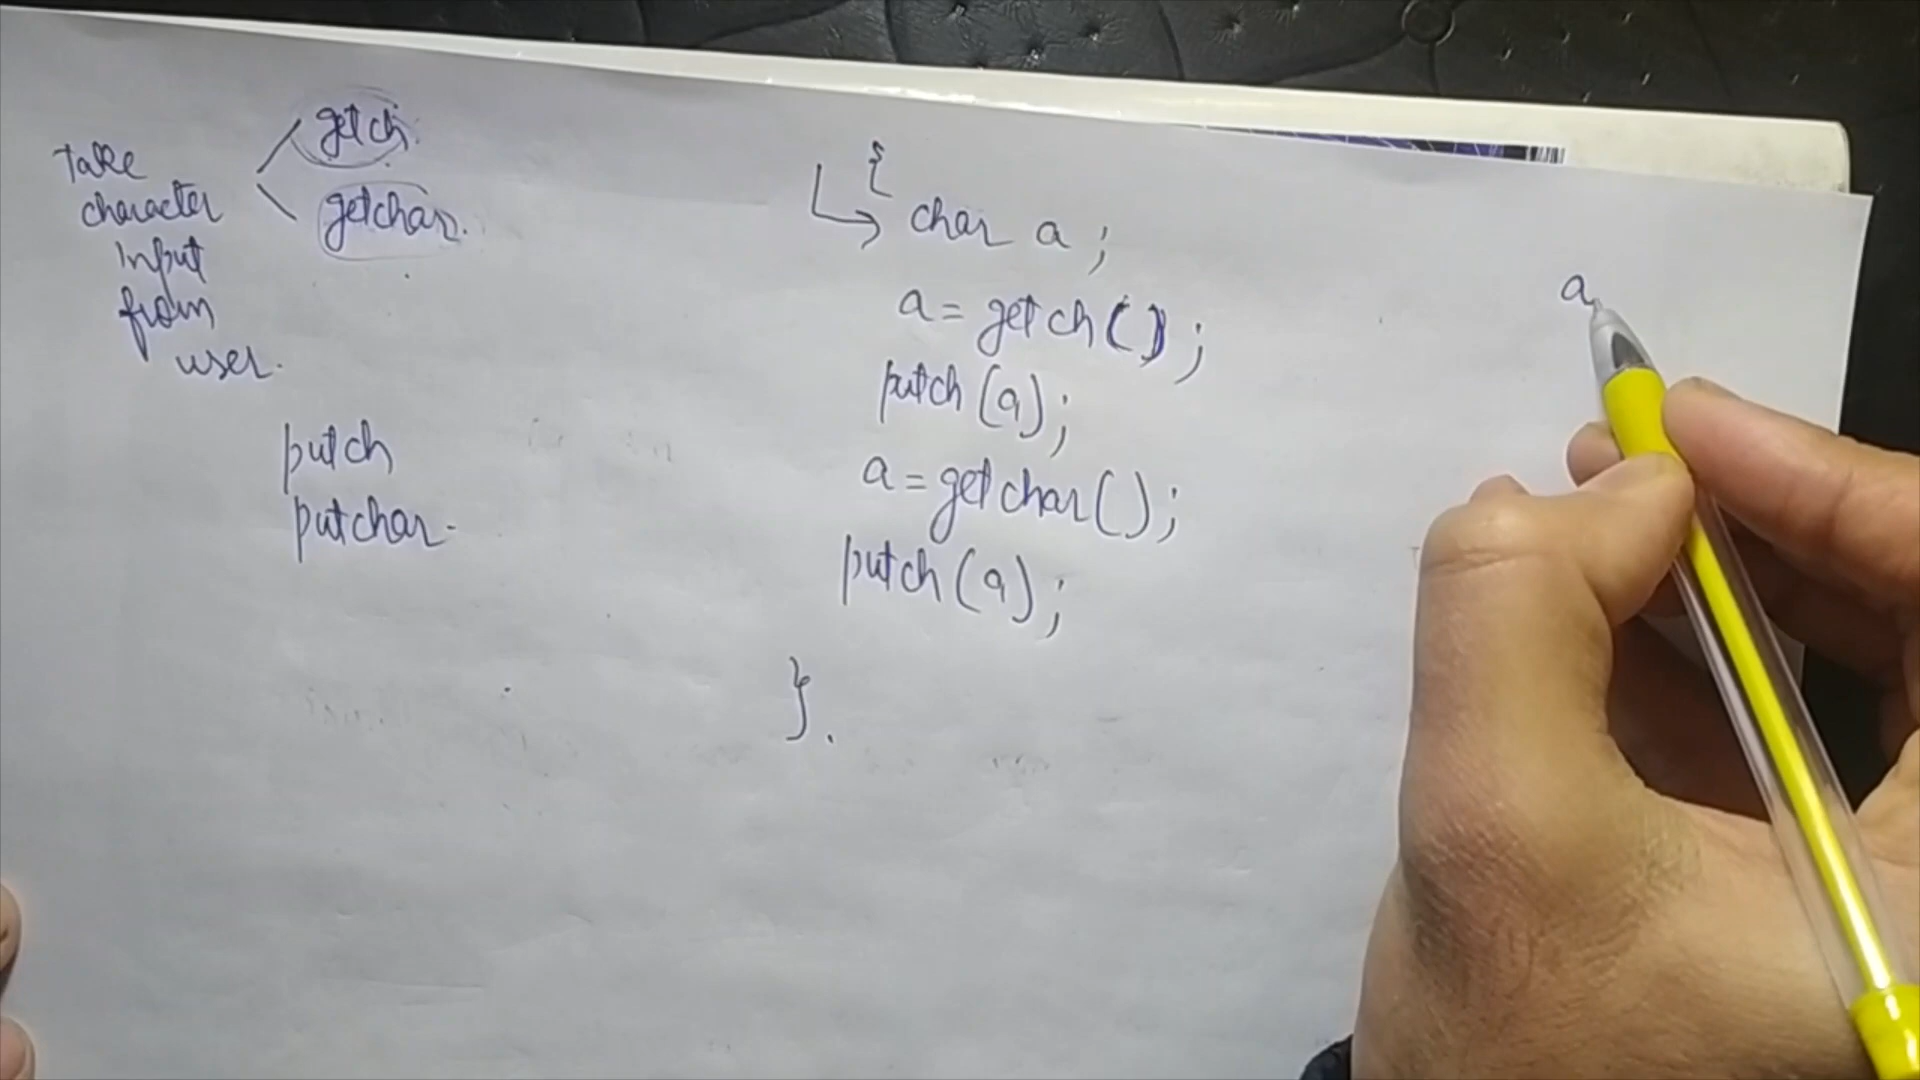 Take
character
Input
from
user.
getch
getchar.
putch
putchar.
{
char a ;
a = getch( ) ;
putch (a) ;
a = getchar( ) ;
putch (a) ;
}.
a